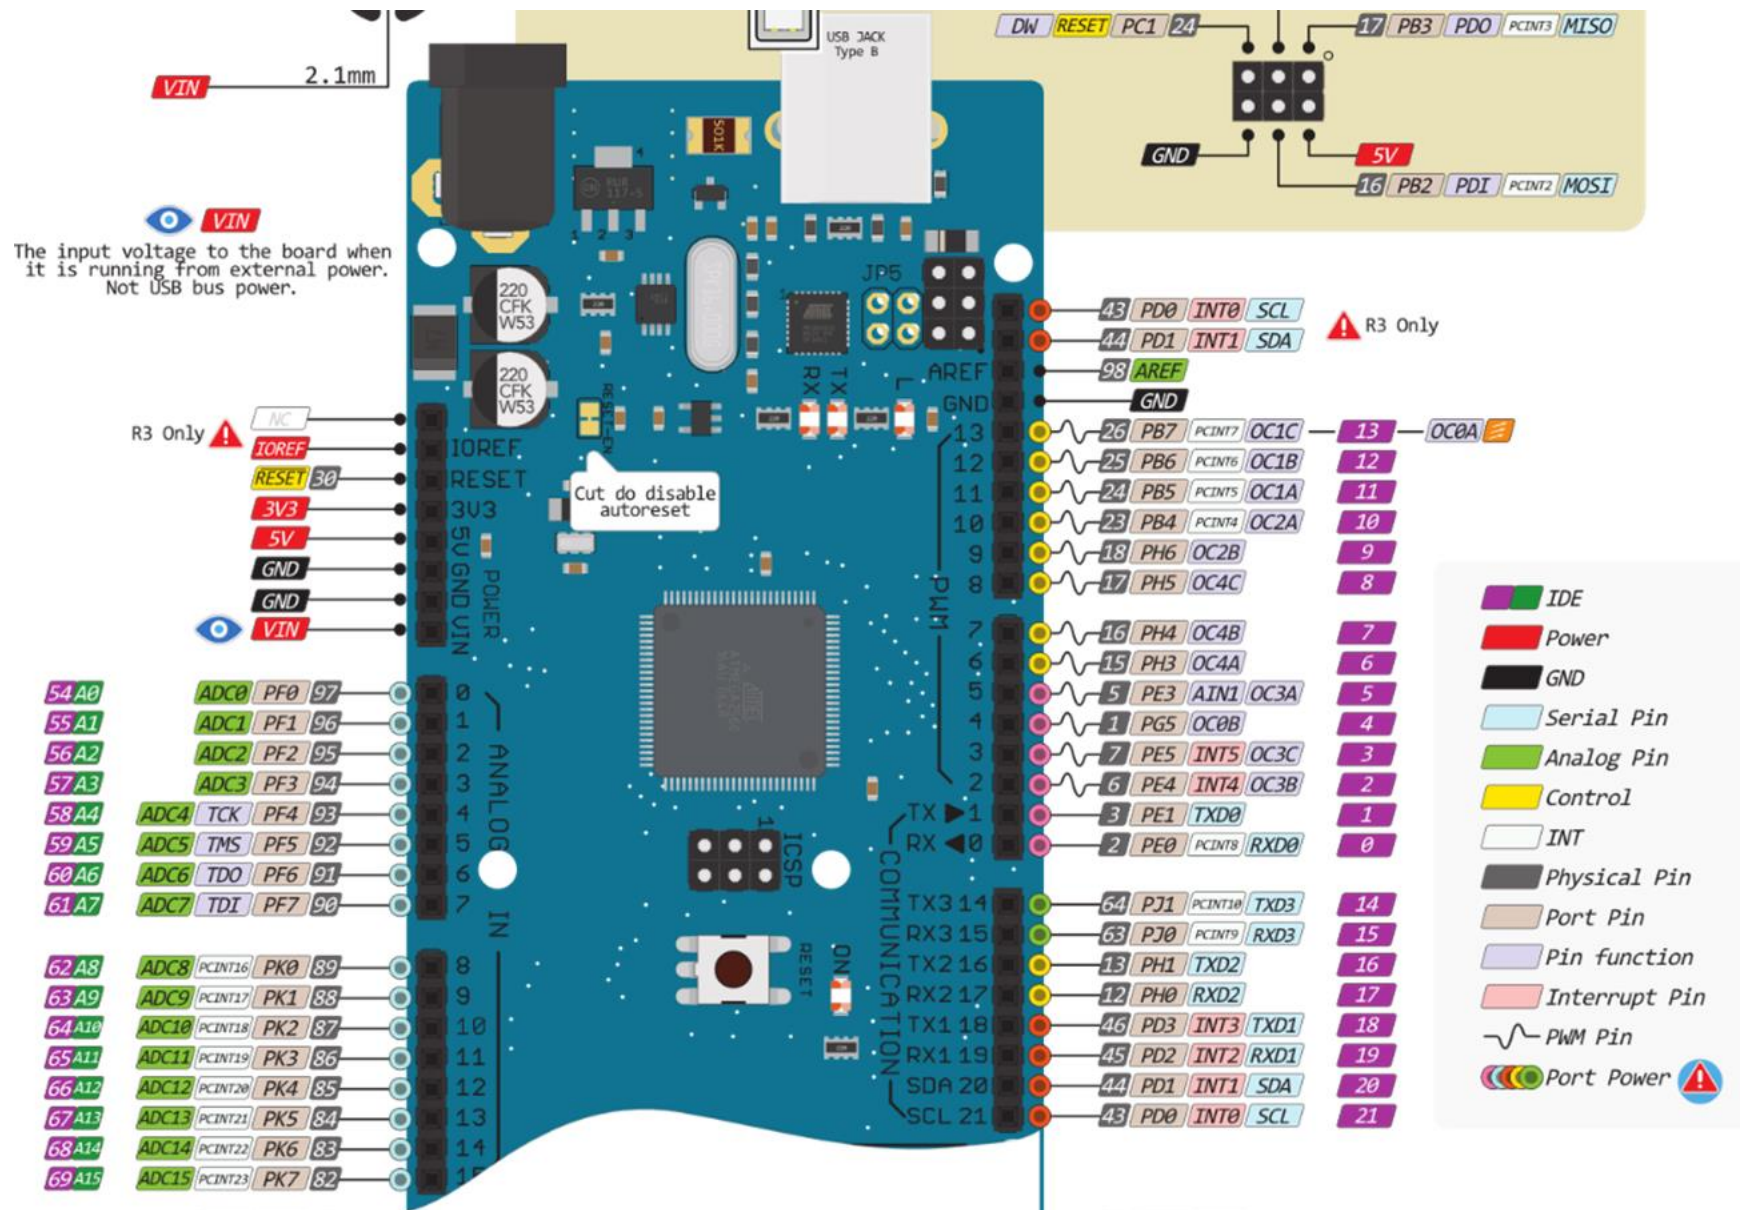 USB JACK
Type B
DW RESET PC1 24
17 PB3 PDO PCINT3 MISO
VIN
2.1mm
GND
5V
16 PB2 PDI PCINT2 MOSI
VIN
The input voltage to the board when
it is running from external power.
Not USB bus power.
501K
4
1 2 3
220
CFK
W53
220
CFK
W53
JP5
RX
TX
L
RESET-EN
Cut do disable
autoreset
R3 Only
NC
IOREF
RESET 30
3V3
5V
GND
GND
VIN
IOREF
RESET
3V3
5V
GND
VIN
POWER
43 PD0 INT0 SCL
44 PD1 INT1 SDA
R3 Only
AREF 98 AREF
GND GND
13 26 PB7 PCINT7 OC1C 13 OC0A
12 25 PB6 PCINT6 OC1B 12
11 24 PB5 PCINT5 OC1A 11
10 23 PB4 PCINT4 OC2A 10
9 18 PH6 OC2B 9
8 17 PH5 OC4C 8
PWM
7 16 PH4 OC4B 7
6 15 PH3 OC4A 6
5 5 PE3 AIN1 OC3A 5
4 1 PG5 OC0B 4
3 7 PE5 INT5 OC3C 3
2 6 PE4 INT4 OC3B 2
TX 1 3 PE1 TXD0 1
RX 0 2 PE0 PCINT8 RXD0 0
COMMUNICATION
TX3 14 64 PJ1 PCINT10 TXD3 14
RX3 15 63 PJ0 PCINT9 RXD3 15
TX2 16 13 PH1 TXD2 16
RX2 17 12 PH0 RXD2 17
TX1 18 46 PD3 INT3 TXD1 18
RX1 19 45 PD2 INT2 RXD1 19
SDA 20 44 PD1 INT1 SDA 20
SCL 21 43 PD0 INT0 SCL 21
54 A0 ADC0 PF0 97 0
55 A1 ADC1 PF1 96 1
56 A2 ADC2 PF2 95 2
57 A3 ADC3 PF3 94 3
58 A4 ADC4 TCK PF4 93 4
59 A5 ADC5 TMS PF5 92 5
60 A6 ADC6 TDO PF6 91 6
61 A7 ADC7 TDI PF7 90 7
ANALOG IN
62 A8 ADC8 PCINT16 PK0 89 8
63 A9 ADC9 PCINT17 PK1 88 9
64 A10 ADC10 PCINT18 PK2 87 10
65 A11 ADC11 PCINT19 PK3 86 11
66 A12 ADC12 PCINT20 PK4 85 12
67 A13 ADC13 PCINT21 PK5 84 13
68 A14 ADC14 PCINT22 PK6 83 14
69 A15 ADC15 PCINT23 PK7 82
1
ICSP
RESET
ON
IDE
Power
GND
Serial Pin
Analog Pin
Control
INT
Physical Pin
Port Pin
Pin function
Interrupt Pin
PWM Pin
Port Power